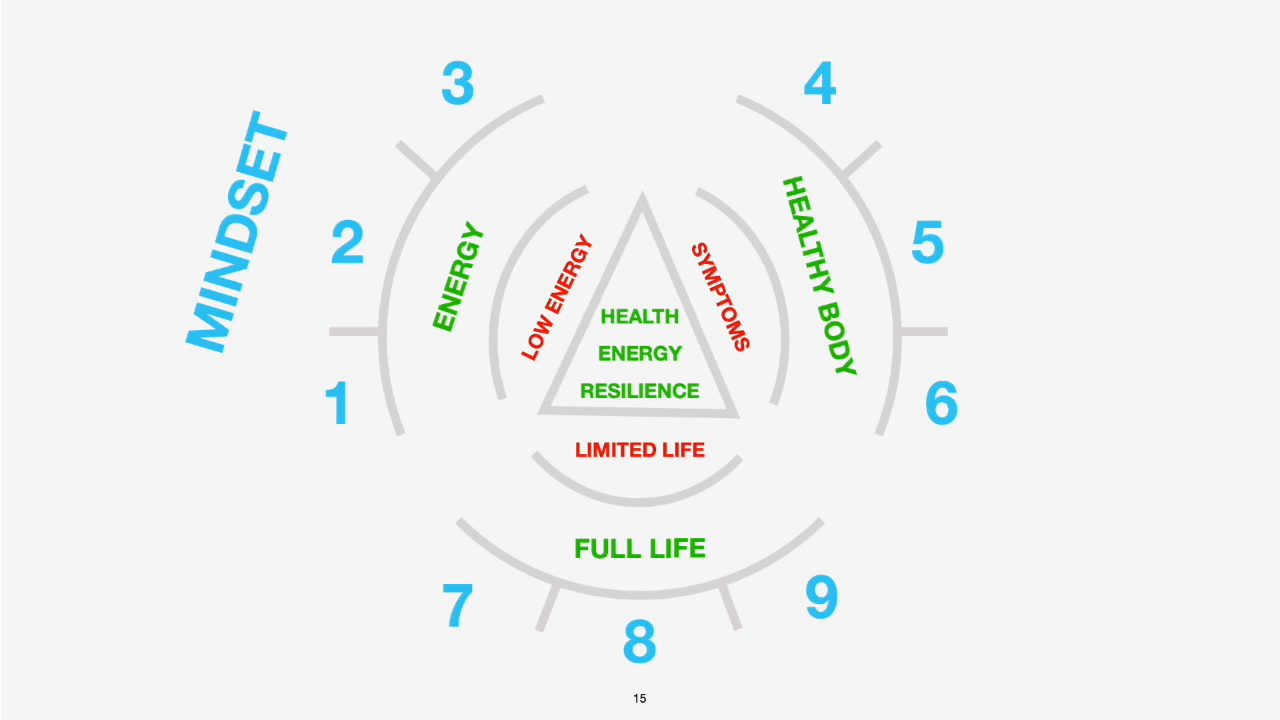 MINDSET
3
4
2
5
1
6
ENERGY
HEALTHY BODY
LOW ENERGY
SYMPTOMS
HEALTH
ENERGY
RESILIENCE
LIMITED LIFE
FULL LIFE
7
8
9
15